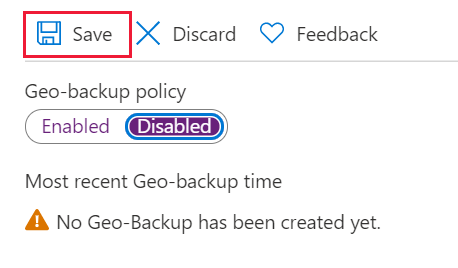 Save Discard Feedback
Geo-backup policy
Enabled Disabled
Most recent Geo-backup time
No Geo-Backup has been created yet.